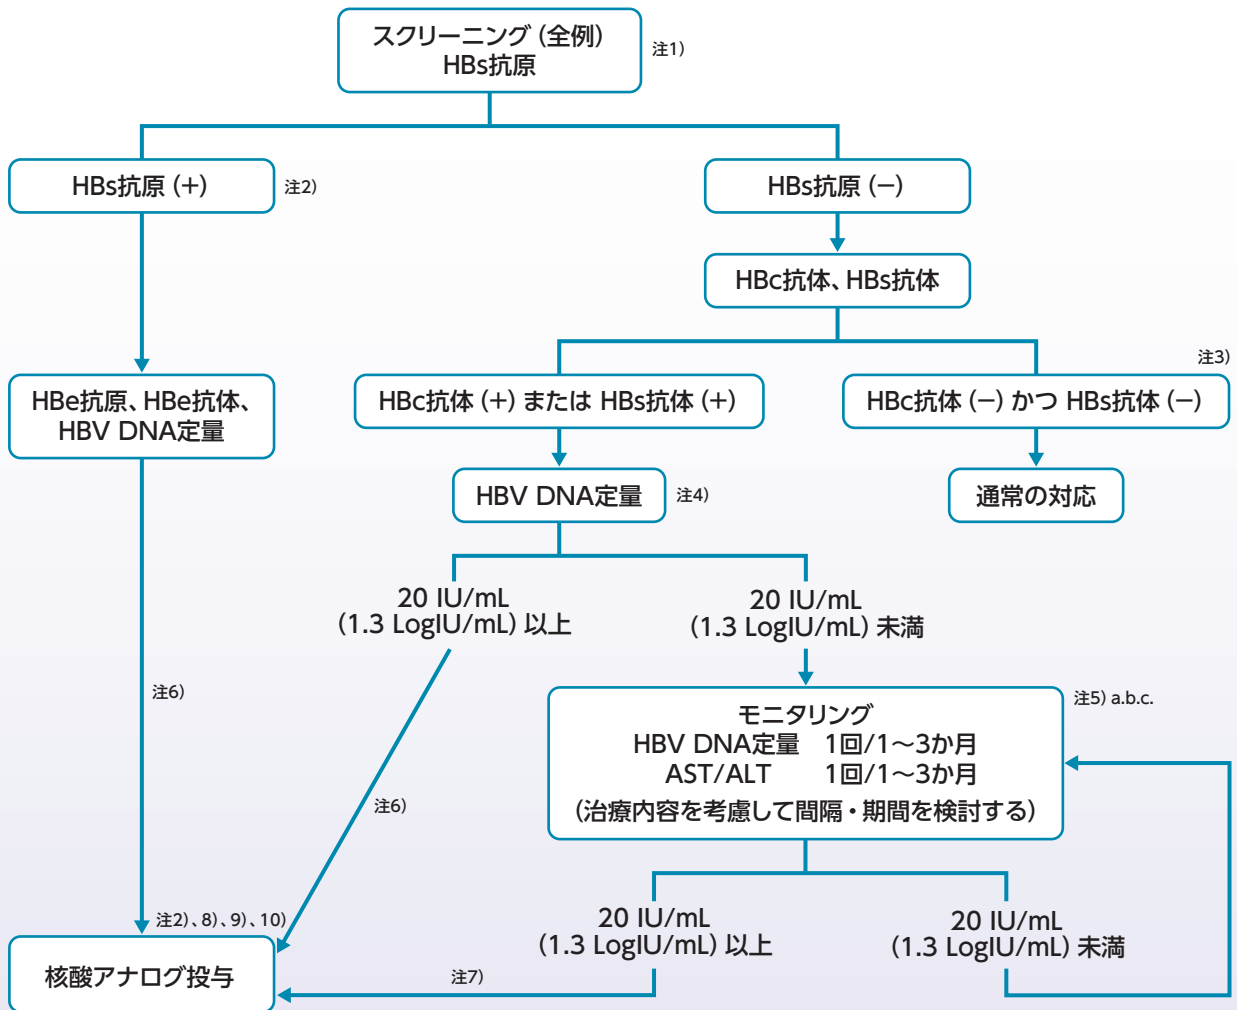 スクリーニング（全例）
HBs抗原
注1）
HBs抗原（+）
注2）
HBs抗原（−）
HBc抗体、HBs抗体
注3）
HBe抗原、HBe抗体、
HBV DNA定量
HBc抗体（+）または HBs抗体（+）
HBc抗体（−）かつ HBs抗体（−）
HBV DNA定量
注4）
通常の対応
20 IU/mL
（1.3 LogIU/mL）以上
20 IU/mL
（1.3 LogIU/mL）未満
注6）
注5）a.b.c.
モニタリング
HBV DNA定量　1回/1〜3か月
AST/ALT　1回/1〜3か月
（治療内容を考慮して間隔・期間を検討する）
注6）
注2）、8）、9）、10）
20 IU/mL
（1.3 LogIU/mL）以上
20 IU/mL
（1.3 LogIU/mL）未満
核酸アナログ投与
注7）